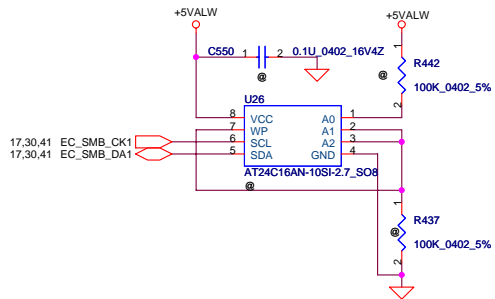 +5VALW
+5VALW
C550 1 2 0.1U_0402_16V4Z
@
1
R442
@
100K_0402_5%
2
U26
8 VCC A0 1
7 WP A1 2
17,30,41 EC_SMB_CK1 6 SCL A2 3
17,30,41 EC_SMB_DA1 5 SDA GND 4
AT24C16AN-10SI-2.7_SO8
@
1
R437
@
100K_0402_5%
2